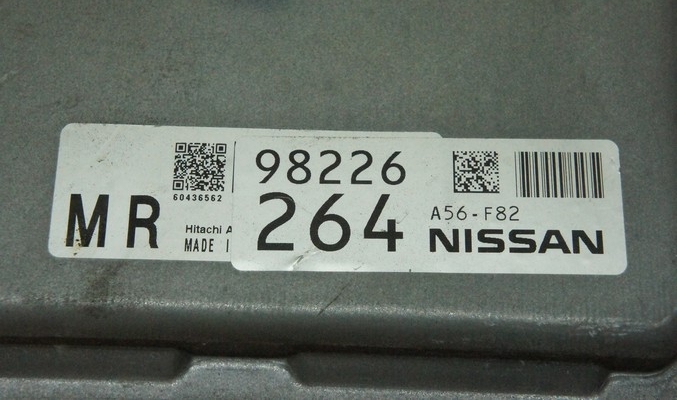 60436562
MR
Hitachi A
MADE I
98226
264
A56-F82
NISSAN